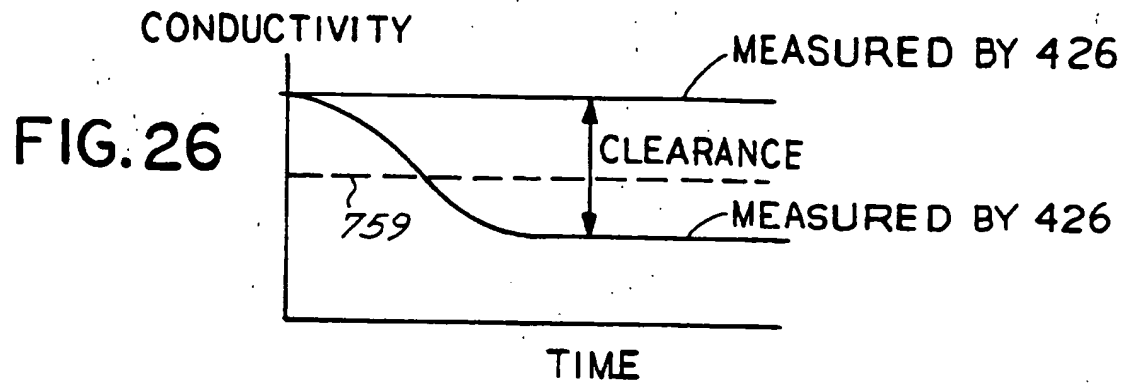 CONDUCTIVITY
MEASURED BY 426
FIG. 26
CLEARANCE
759
MEASURED BY 426
TIME